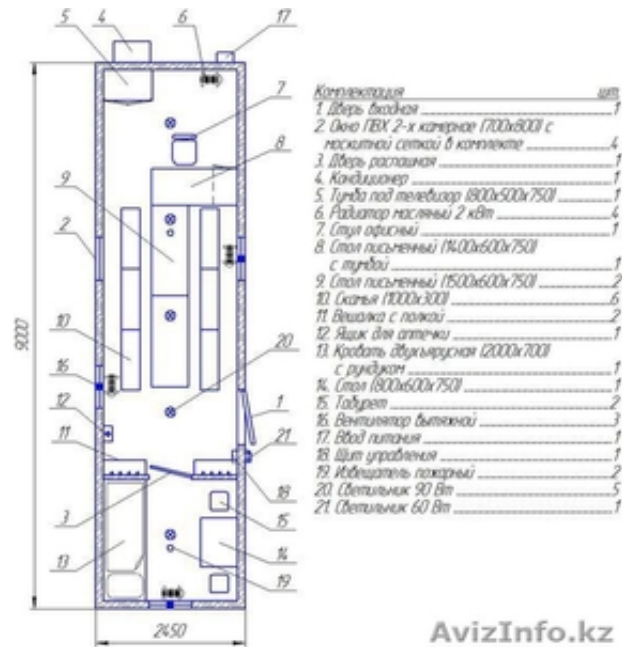 5
4
6
17
7
8
9
2
10
16
12
11
3
13
20
1
21
18
15
14
19
9000
2450
Комплектация шт.
1. Дверь входная 1
2. Окно ПВХ 2-х камерное (700х800) с
москитной сеткой в комплекте 4
3. Дверь распашная 1
4. Кондиционер 1
5. Тумба под телевизор (800х500х750) 1
6. Радиатор масляный 2 кВт 4
7. Стул офисный 1
8. Стол письменный (1400х600х750)
с тумбой 1
9. Стол письменный (1500х600х750) 2
10. Скамья (1000х300) 6
11. Вешалка с полкой 2
12. Ящик для аптечки 1
13. Кровать двухъярусная (2000х700)
с рундуком 1
14. Стол (800х600х750) 1
15. Табурет 2
16. Вентилятор вытяжной 3
17. Ввод питания 1
18. Щит управления 1
19. Извещатель пожарный 2
20. Светильник 90 Вт 5
21. Светильник 60 Вт 1
AvizInfo.kz